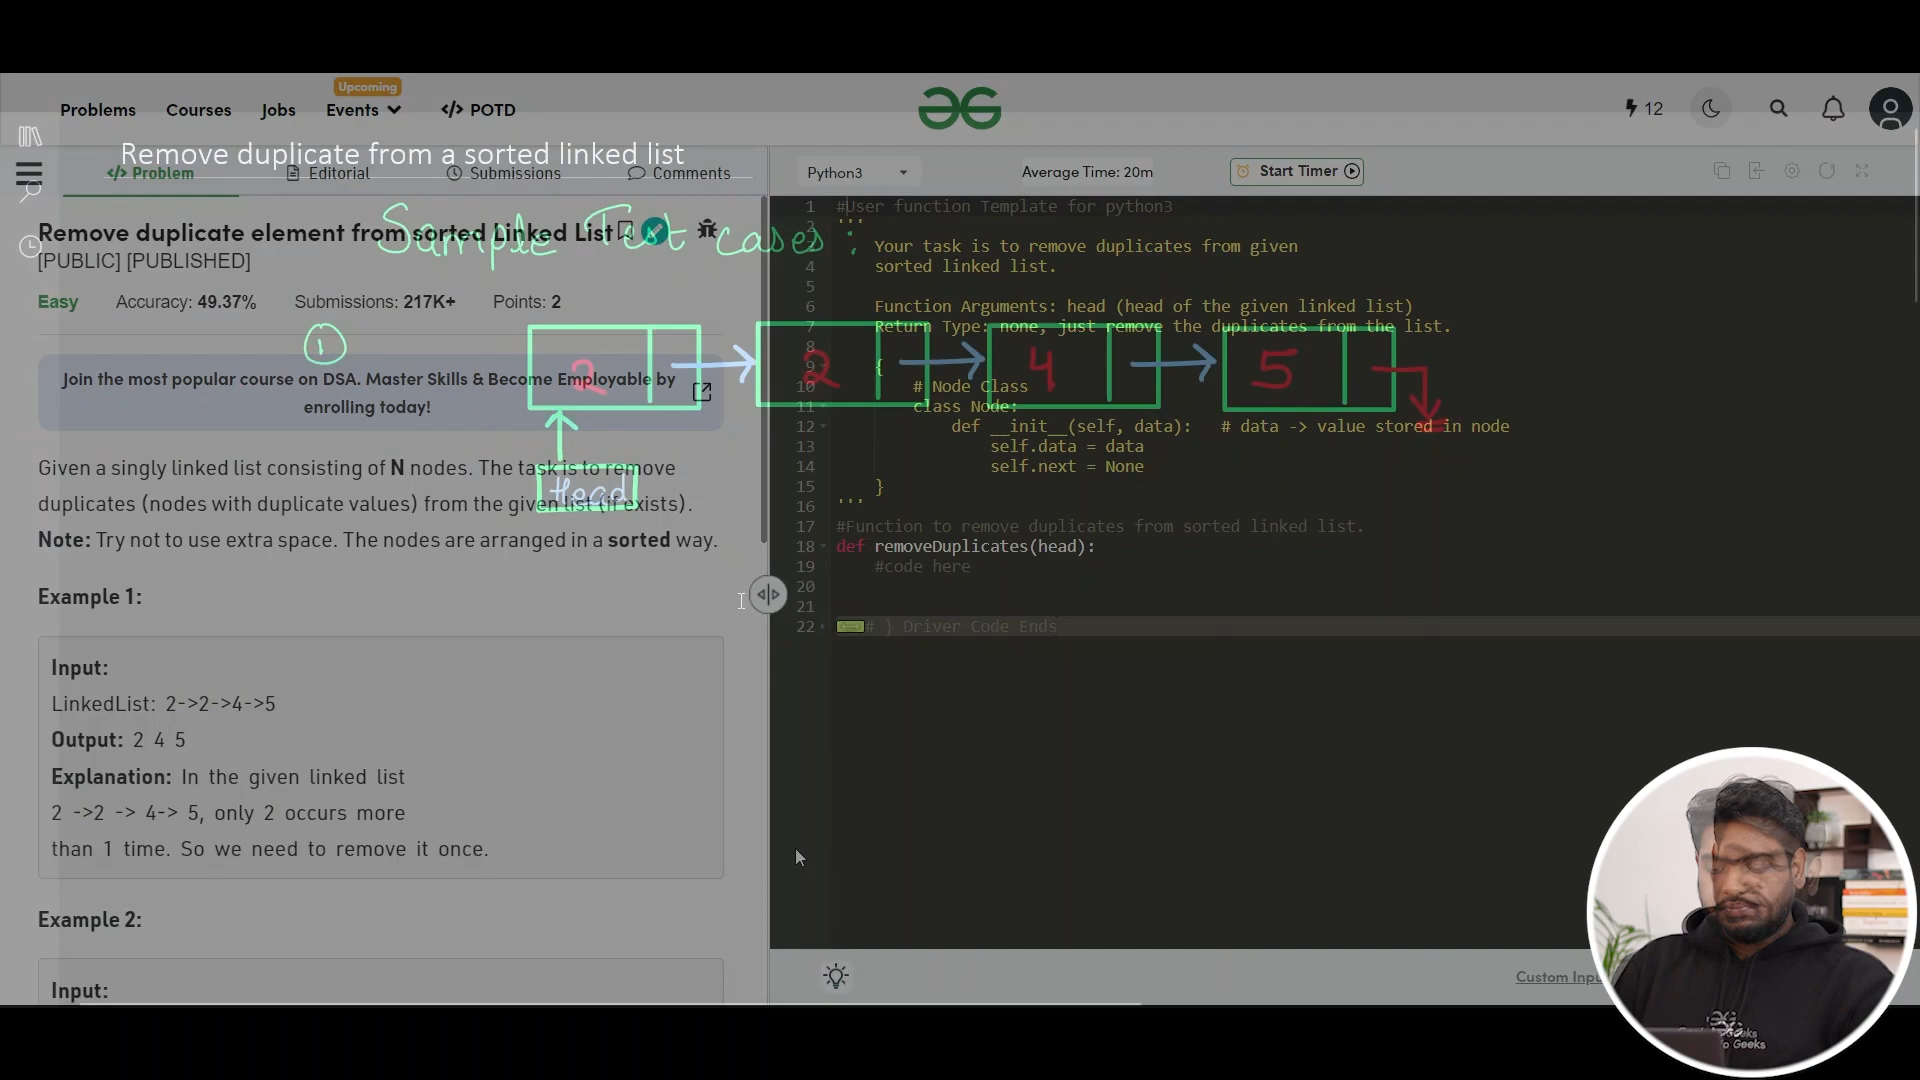 Upcoming
Problems Courses Jobs Events </> POTD
12
Remove duplicate from a sorted linked list
</> Problem Editorial Submissions Comments
Python3 Average Time: 20m Start Timer
Sample Test cases :
Remove duplicate element from sorted Linked List
[PUBLIC] [PUBLISHED]
Easy Accuracy: 49.37% Submissions: 217K+ Points: 2
1
2 2 4 5
Head
Join the most popular course on DSA. Master Skills & Become Employable by
enrolling today!
Given a singly linked list consisting of N nodes. The task is to remove
duplicates (nodes with duplicate values) from the given list (if exists).
Note: Try not to use extra space. The nodes are arranged in a sorted way.
Example 1:
Input:
LinkedList: 2->2->4->5
Output: 2 4 5
Explanation: In the given linked list
2 ->2 -> 4-> 5, only 2 occurs more
than 1 time. So we need to remove it once.
Example 2:
Input:
1 #User function Template for python3
2 '''
3 Your task is to remove duplicates from given
4 sorted linked list.
5
6 Function Arguments: head (head of the given linked list)
7 Return Type: none, just remove the duplicates from the list.
8
9 {
10 # Node Class
11 class Node:
12 def __init__(self, data): # data -> value stored in node
13 self.data = data
14 self.next = None
15 }
16 '''
17 #Function to remove duplicates from sorted linked list.
18 def removeDuplicates(head):
19 #code here
20
21
22 # } Driver Code Ends
Custom Inpu